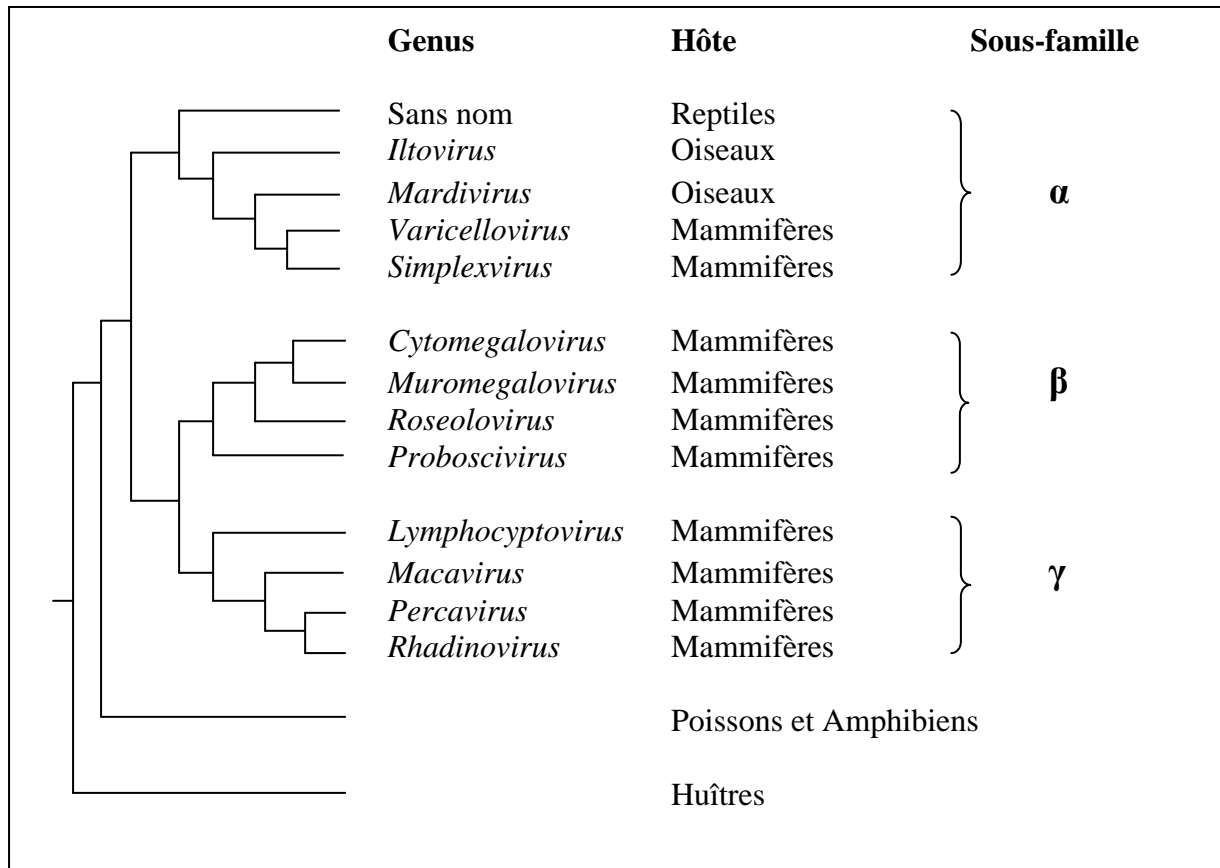 Genus Hôte Sous-famille
Sans nom Reptiles
Iltovirus Oiseaux
Mardivirus Oiseaux α
Varicellovirus Mammifères
Simplexvirus Mammifères
Cytomegalovirus Mammifères
Muromegalovirus Mammifères β
Roseolovirus Mammifères
Proboscivirus Mammifères
Lymphocyptovirus Mammifères
Macavirus Mammifères γ
Percavirus Mammifères
Rhadinovirus Mammifères
Poissons et Amphibiens
Huîtres